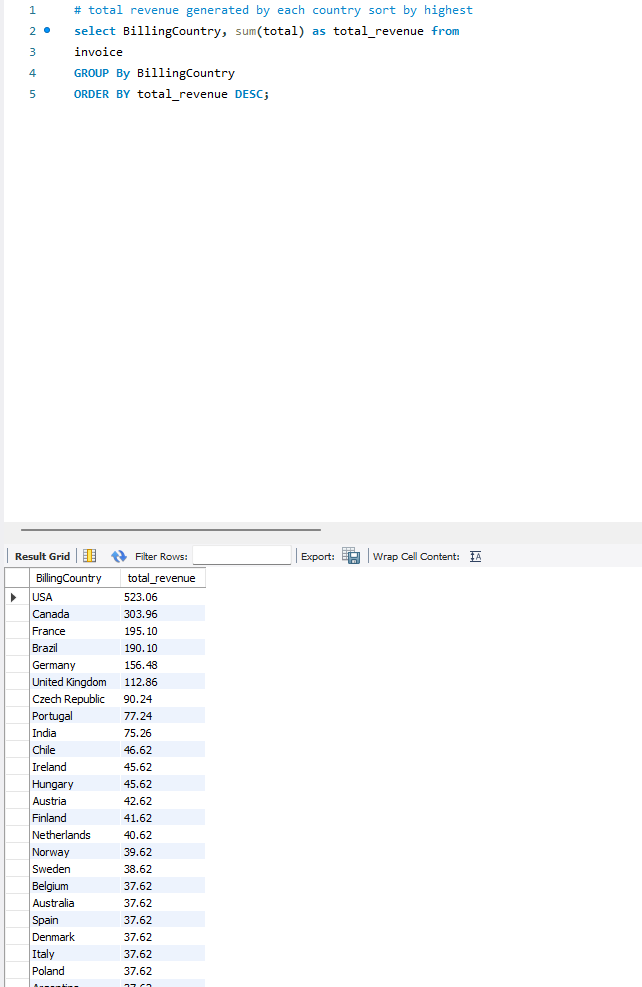 1 # total revenue generated by each country sort by highest
2 select BillingCountry, sum(total) as total_revenue from
3 invoice
4 GROUP By BillingCountry
5 ORDER BY total_revenue DESC;
Result Grid Filter Rows: Export: Wrap Cell Content: IA
BillingCountry total_revenue
USA 523.06
Canada 303.96
France 195.10
Brazil 190.10
Germany 156.48
United Kingdom 112.86
Czech Republic 90.24
Portugal 77.24
India 75.26
Chile 46.62
Ireland 45.62
Hungary 45.62
Austria 42.62
Finland 41.62
Netherlands 40.62
Norway 39.62
Sweden 38.62
Belgium 37.62
Australia 37.62
Spain 37.62
Denmark 37.62
Italy 37.62
Poland 37.62
Argentina 37.62